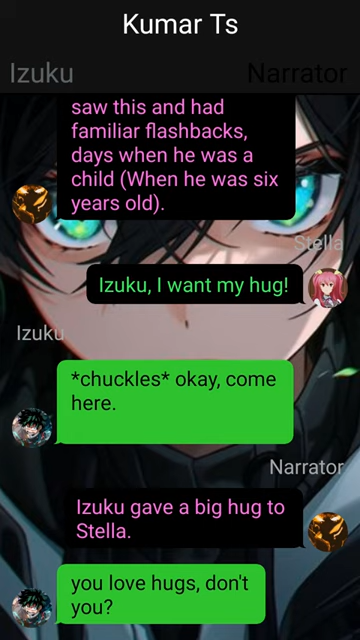 Kumar Ts
Izuku
Narrator
saw this and had
familiar flashbacks,
days when he was a
child (When he was six
years old).
Stella
Izuku, I want my hug!
Izuku
*chuckles* okay, come
here.
Narrator
Izuku gave a big hug to
Stella.
you love hugs, don't
you?